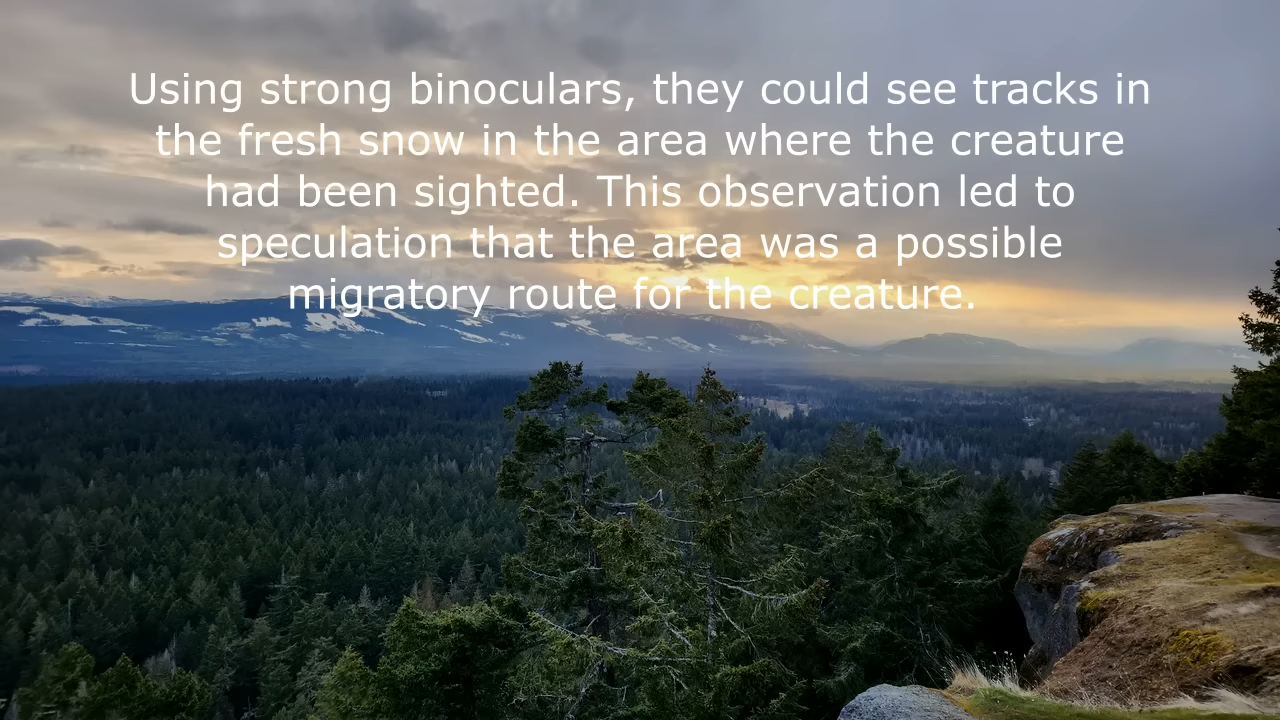 Using strong binoculars, they could see tracks in
the fresh snow in the area where the creature
had been sighted. This observation led to
speculation that the area was a possible
migratory route for the creature.